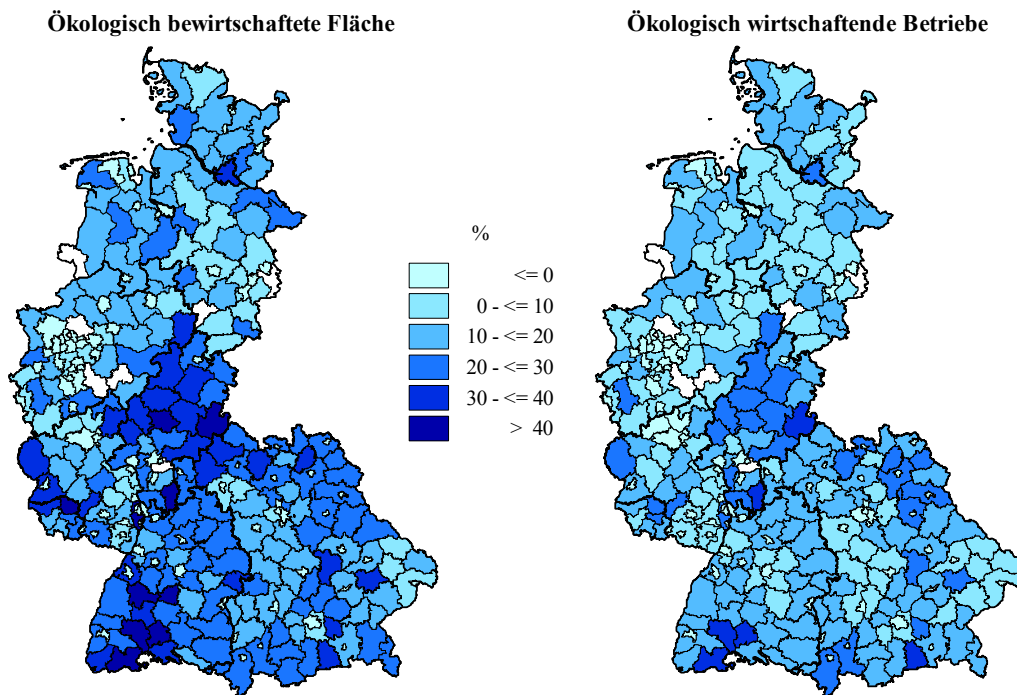 Ökologisch bewirtschaftete Fläche
Ökologisch wirtschaftende Betriebe
%
<= 0
0 - <= 10
10 - <= 20
20 - <= 30
30 - <= 40
> 40